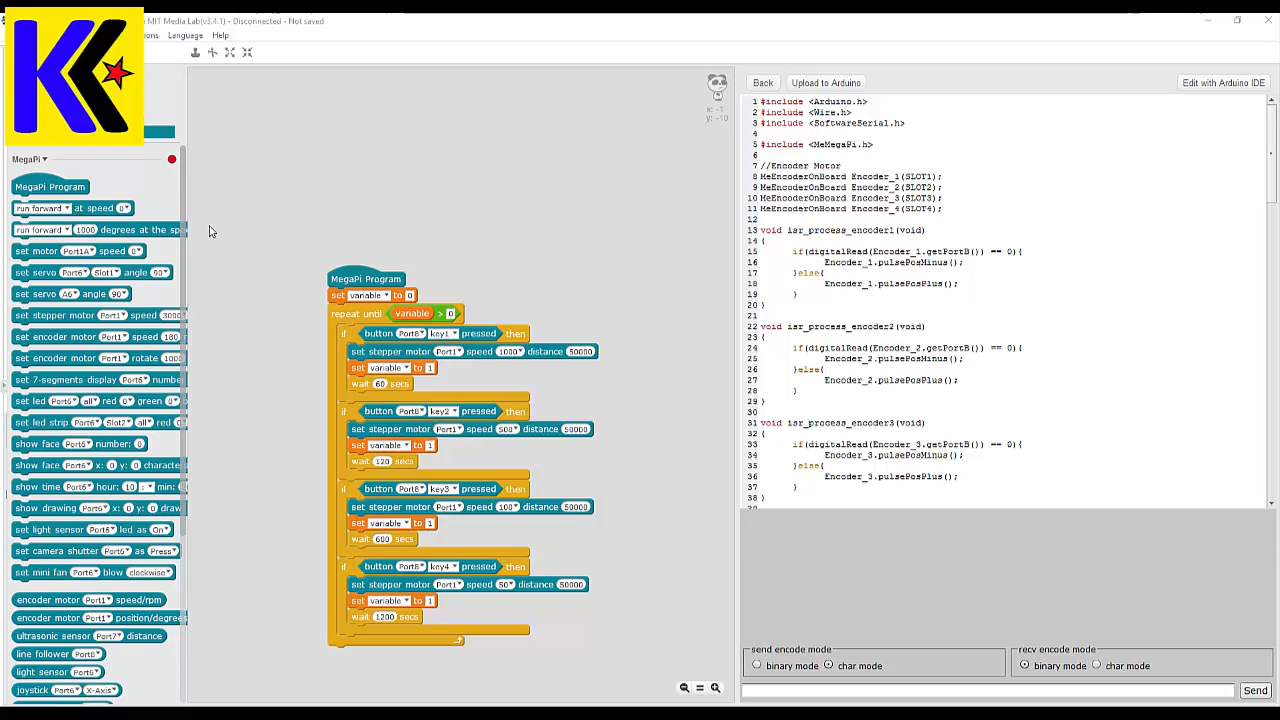 MIT Media Lab(v3.4.1) - Disconnected - Not saved
Language Help
K
MegaPi
MegaPi Program
run forward at speed 0
run forward 1000 degrees at the
set motor Port1A speed 0
set servo Port6 Slot1 angle 90
set servo A6 angle 90
set stepper motor Port1 speed 3000
set encoder motor Port1 speed 180
set encoder motor Port1 rotate 1000
set 7-segments display Port6
set led Port6 all red 0 green 0
set led strip Port6 Slot2 all red
show face Port6 number: 8
show face Port6 x: 0 y: 0
show time Port6 hour: 10 : min:
show drawing Port6 x: 0 y: 0
set light sensor Port6 led as On
set camera shutter Port6 as Press
set mini fan Port6 blow clockwise
encoder motor Port1 speed/rpm
encoder motor Port1 position/degrees
ultrasonic sensor Port7 distance
line follower Port8
light sensor Port6
joystick Port6 X-Axis
x: -1
y: -10
MegaPi Program
set variable to 0
repeat until variable > 0
if button Port8 key1 pressed then
set stepper motor Port1 speed 1000 distance 50000
set variable to 1
wait 60 secs
if button Port8 key2 pressed then
set stepper motor Port1 speed 500 distance 50000
set variable to 1
wait 120 secs
if button Port8 key3 pressed then
set stepper motor Port1 speed 100 distance 50000
set variable to 1
wait 600 secs
if button Port8 key4 pressed then
set stepper motor Port1 speed 50 distance 50000
set variable to 1
wait 1200 secs
Back Upload to Arduino Edit with Arduino IDE
1 #include <Arduino.h>
2 #include <Wire.h>
3 #include <SoftwareSerial.h>
4
5 #include <MeMegaPi.h>
6
7 //Encoder Motor
8 MeEncoderOnBoard Encoder_1(SLOT1);
9 MeEncoderOnBoard Encoder_2(SLOT2);
10 MeEncoderOnBoard Encoder_3(SLOT3);
11 MeEncoderOnBoard Encoder_4(SLOT4);
12
13 void isr_process_encoder1(void)
14 {
15 if(digitalRead(Encoder_1.getPortB()) == 0){
16 Encoder_1.pulsePosMinus();
17 }else{
18 Encoder_1.pulsePosPlus();
19 }
20 }
21
22 void isr_process_encoder2(void)
23 {
24 if(digitalRead(Encoder_2.getPortB()) == 0){
25 Encoder_2.pulsePosMinus();
26 }else{
27 Encoder_2.pulsePosPlus();
28 }
29 }
30
31 void isr_process_encoder3(void)
32 {
33 if(digitalRead(Encoder_3.getPortB()) == 0){
34 Encoder_3.pulsePosMinus();
35 }else{
36 Encoder_3.pulsePosPlus();
37 }
38 }
send encode mode
binary mode char mode
recv encode mode
binary mode char mode
Send